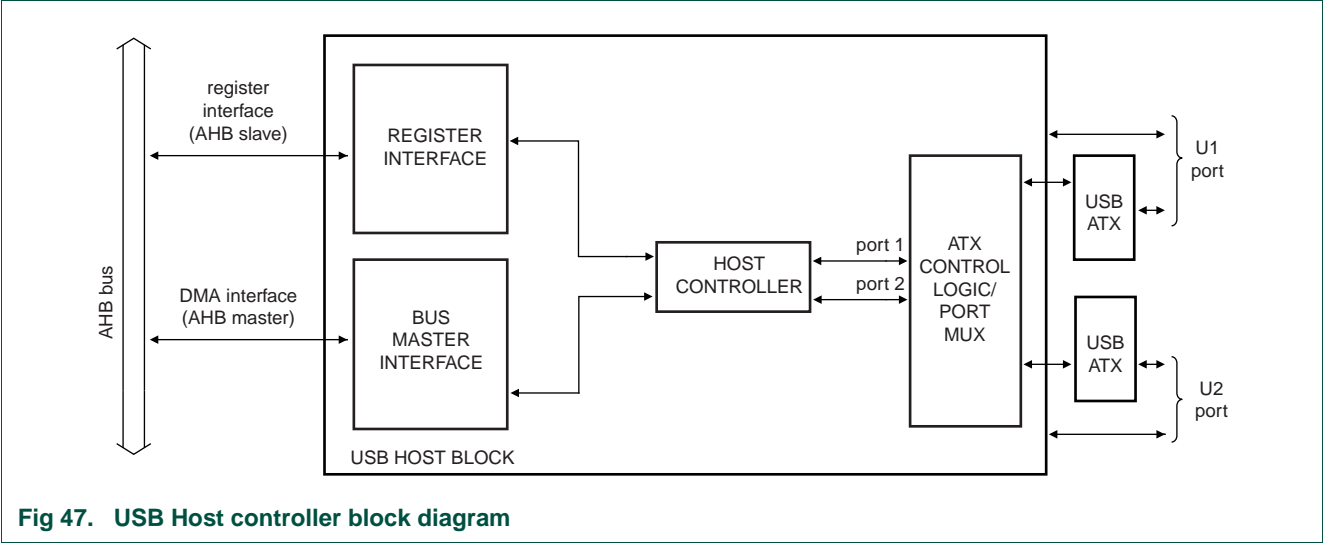 register
interface
(AHB slave)
REGISTER
INTERFACE
AHB bus
DMA interface
(AHB master)
BUS
MASTER
INTERFACE
HOST
CONTROLLER
port 1
port 2
ATX
CONTROL
LOGIC/
PORT
MUX
USB
ATX
U1
port
USB
ATX
U2
port
USB HOST BLOCK
Fig 47. USB Host controller block diagram